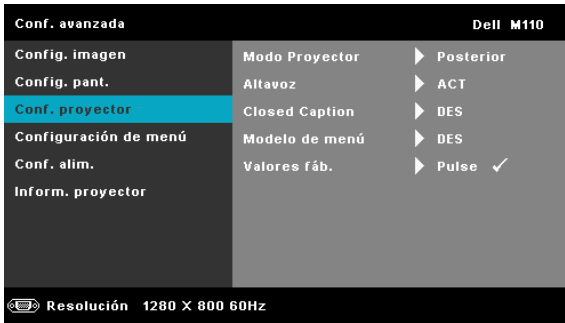 Conf. avanzada Dell M110
Config. imagen
Config. pant.
Conf. proyector
Configuración de menú
Conf. alim.
Inform. proyector
Modo Proyector Posterior
Altavoz ACT
Closed Caption DES
Modelo de menú DES
Valores fáb. Pulse ✓
Resolución 1280 X 800 60Hz